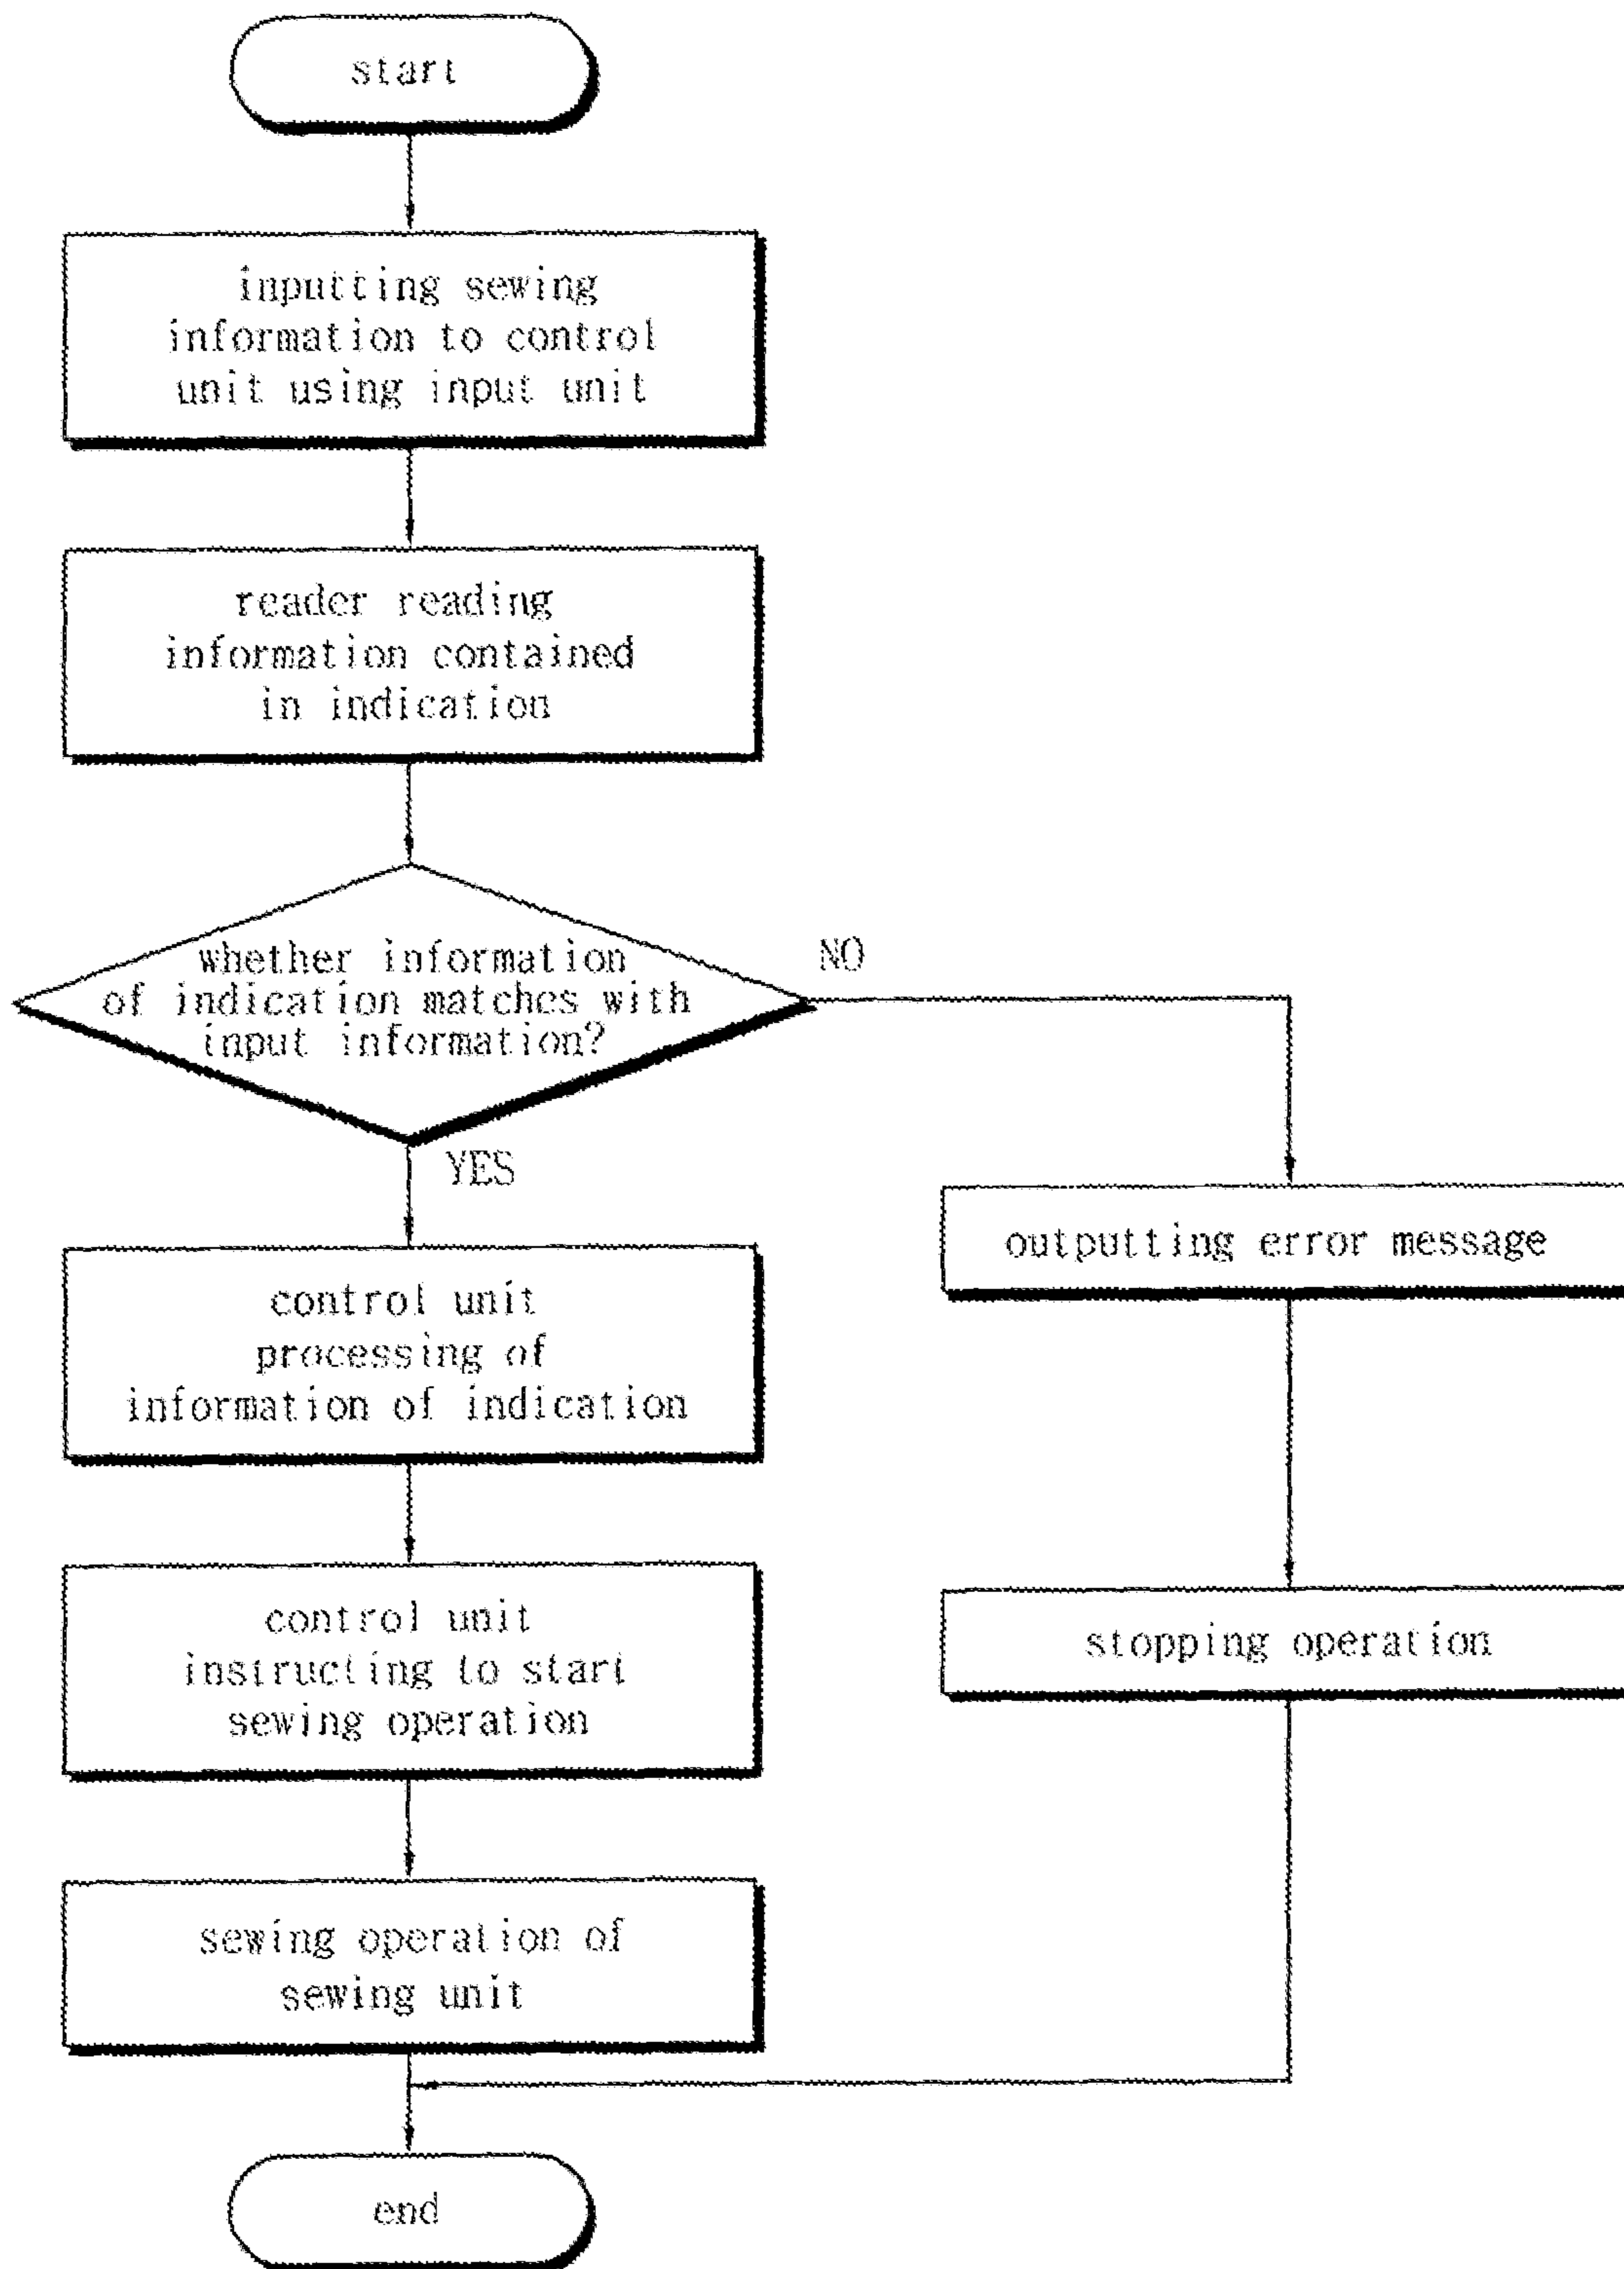 start
inputting sewing
information to control
unit using input unit
reader reading
information contained
in indication
whether information
of indication matches with
input information?
NO
YES
control unit
processing of
information of indication
outputting error message
control unit
instructing to start
sewing operation
stopping operation
sewing operation of
sewing unit
end